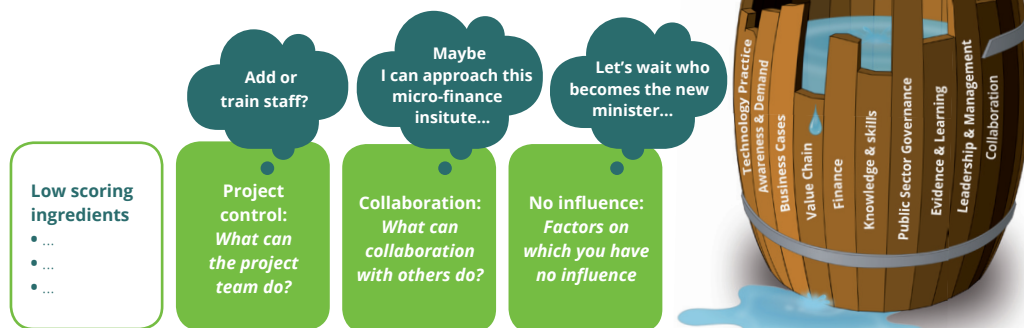 Low scoring
ingredients
• ...
• ...
• ...
Add or
train staff?
Project
control:
What can
the project
team do?
Maybe
I can approach this
micro-finance
insitute...
Collaboration:
What can
collaboration
with others do?
Let's wait who
becomes the new
minister...
No influence:
Factors on
which you have
no influence
Technology Practice
Awareness & Demand
Business Cases
Value Chain
Finance
Knowledge & skills
Public Sector Governance
Evidence & Learning
Leadership & Management
Collaboration